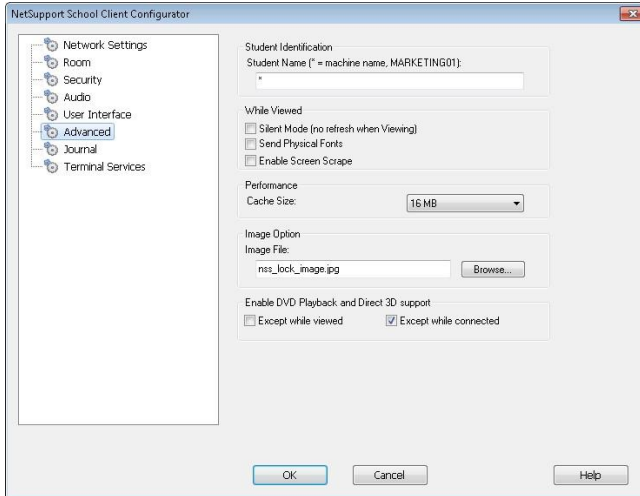 NetSupport School Client Configurator
Network Settings
Room
Security
Audio
User Interface
Advanced
Journal
Terminal Services
Student Identification
Student Name (* = machine name, MARKETING01):
*
While Viewed
Silent Mode (no refresh when Viewing)
Send Physical Fonts
Enable Screen Scrape
Performance
Cache Size: 16 MB
Image Option
Image File:
nss_lock_image.jpg Browse...
Enable DVD Playback and Direct 3D support
Except while viewed Except while connected
OK Cancel Help